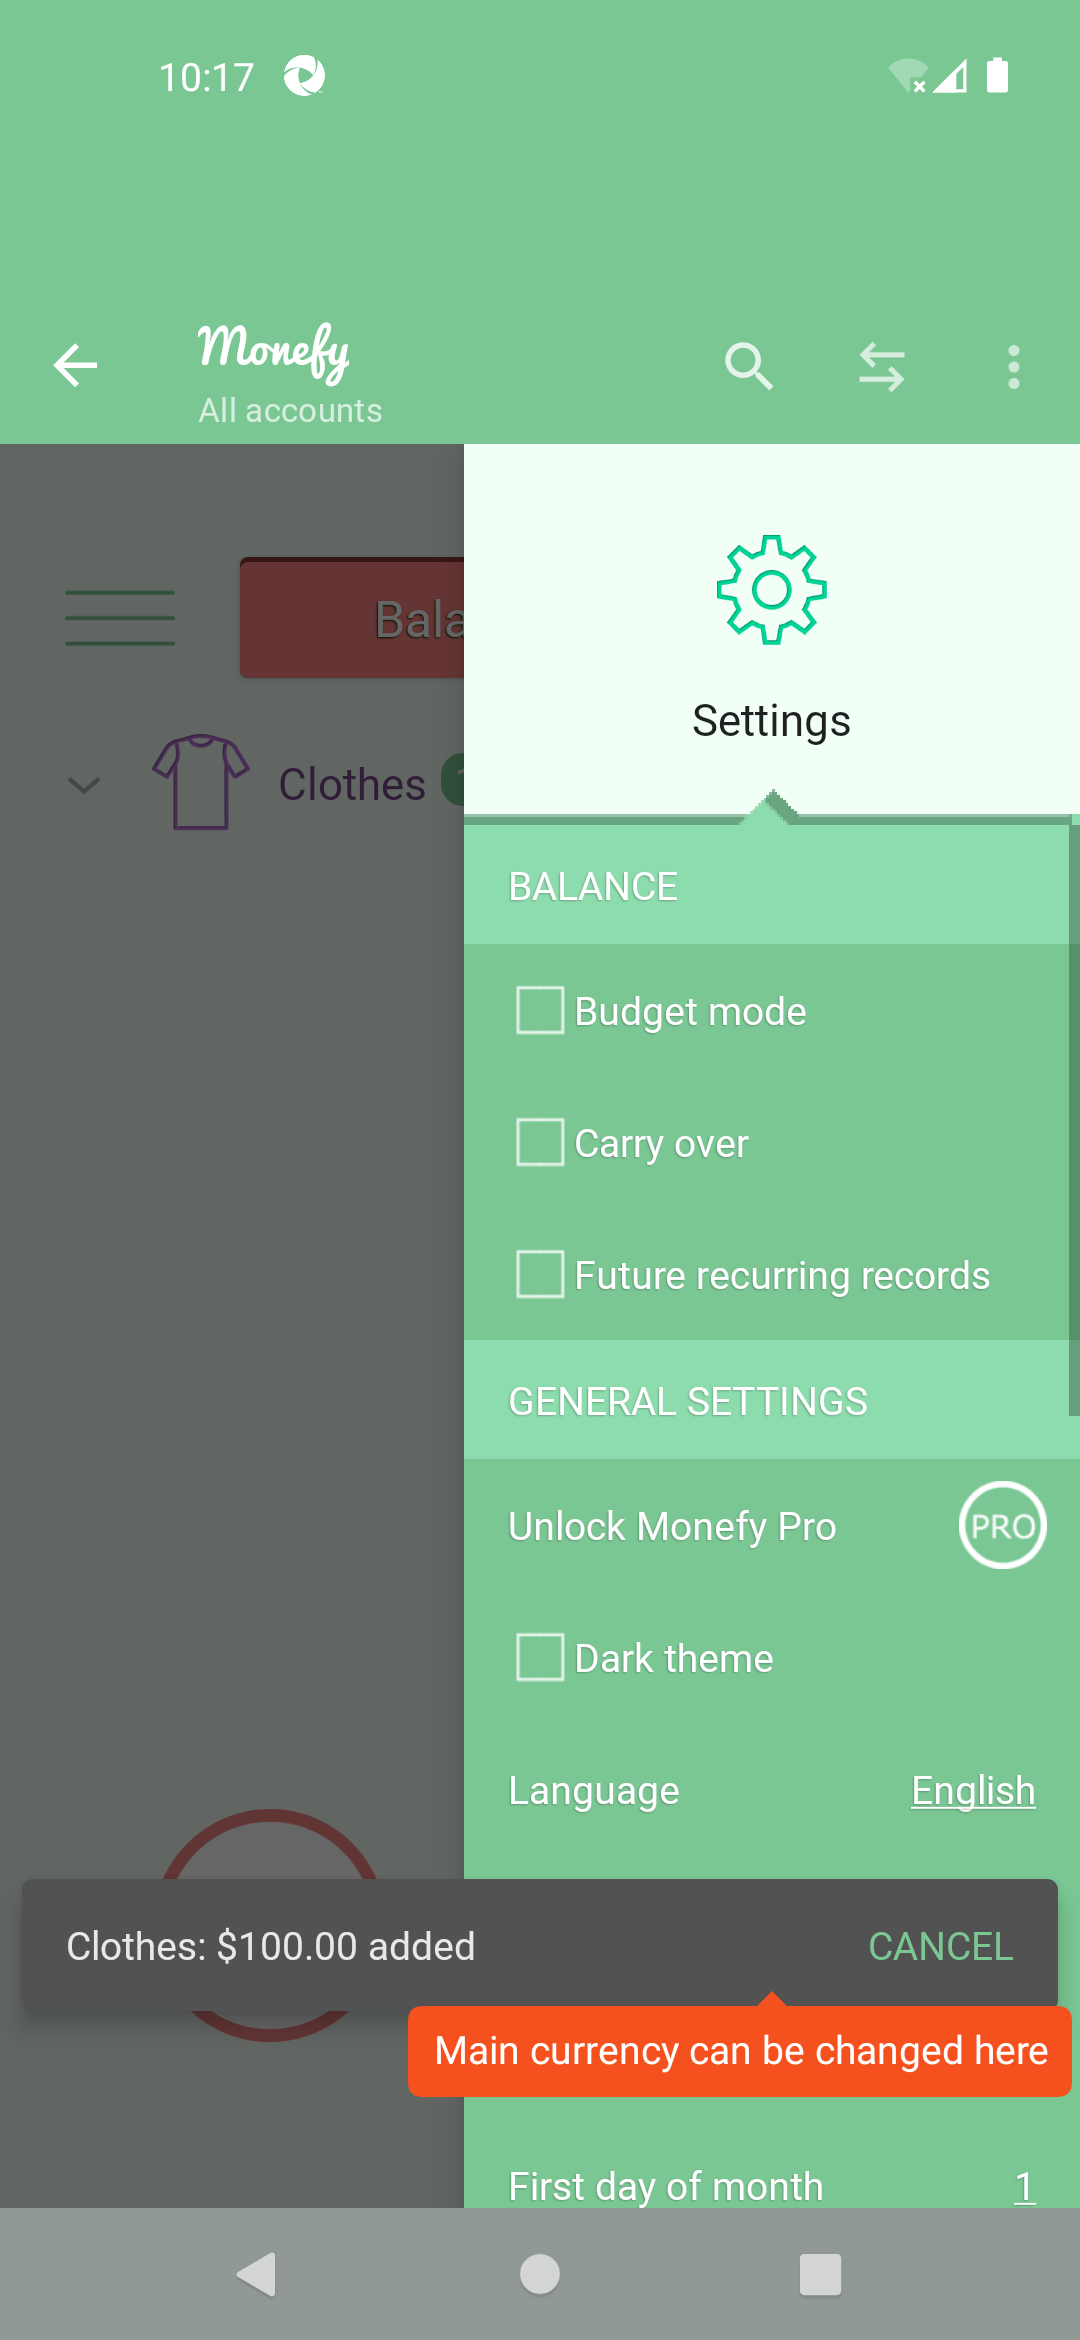 10:17
Monefy
All accounts
Settings
Bala
Clothes
BALANCE
Budget mode
Carry over
Future recurring records
GENERAL SETTINGS
Unlock Monefy Pro
PRO
Dark theme
Language English
Clothes: $100.00 added CANCEL
Main currency can be changed here
First day of month 1